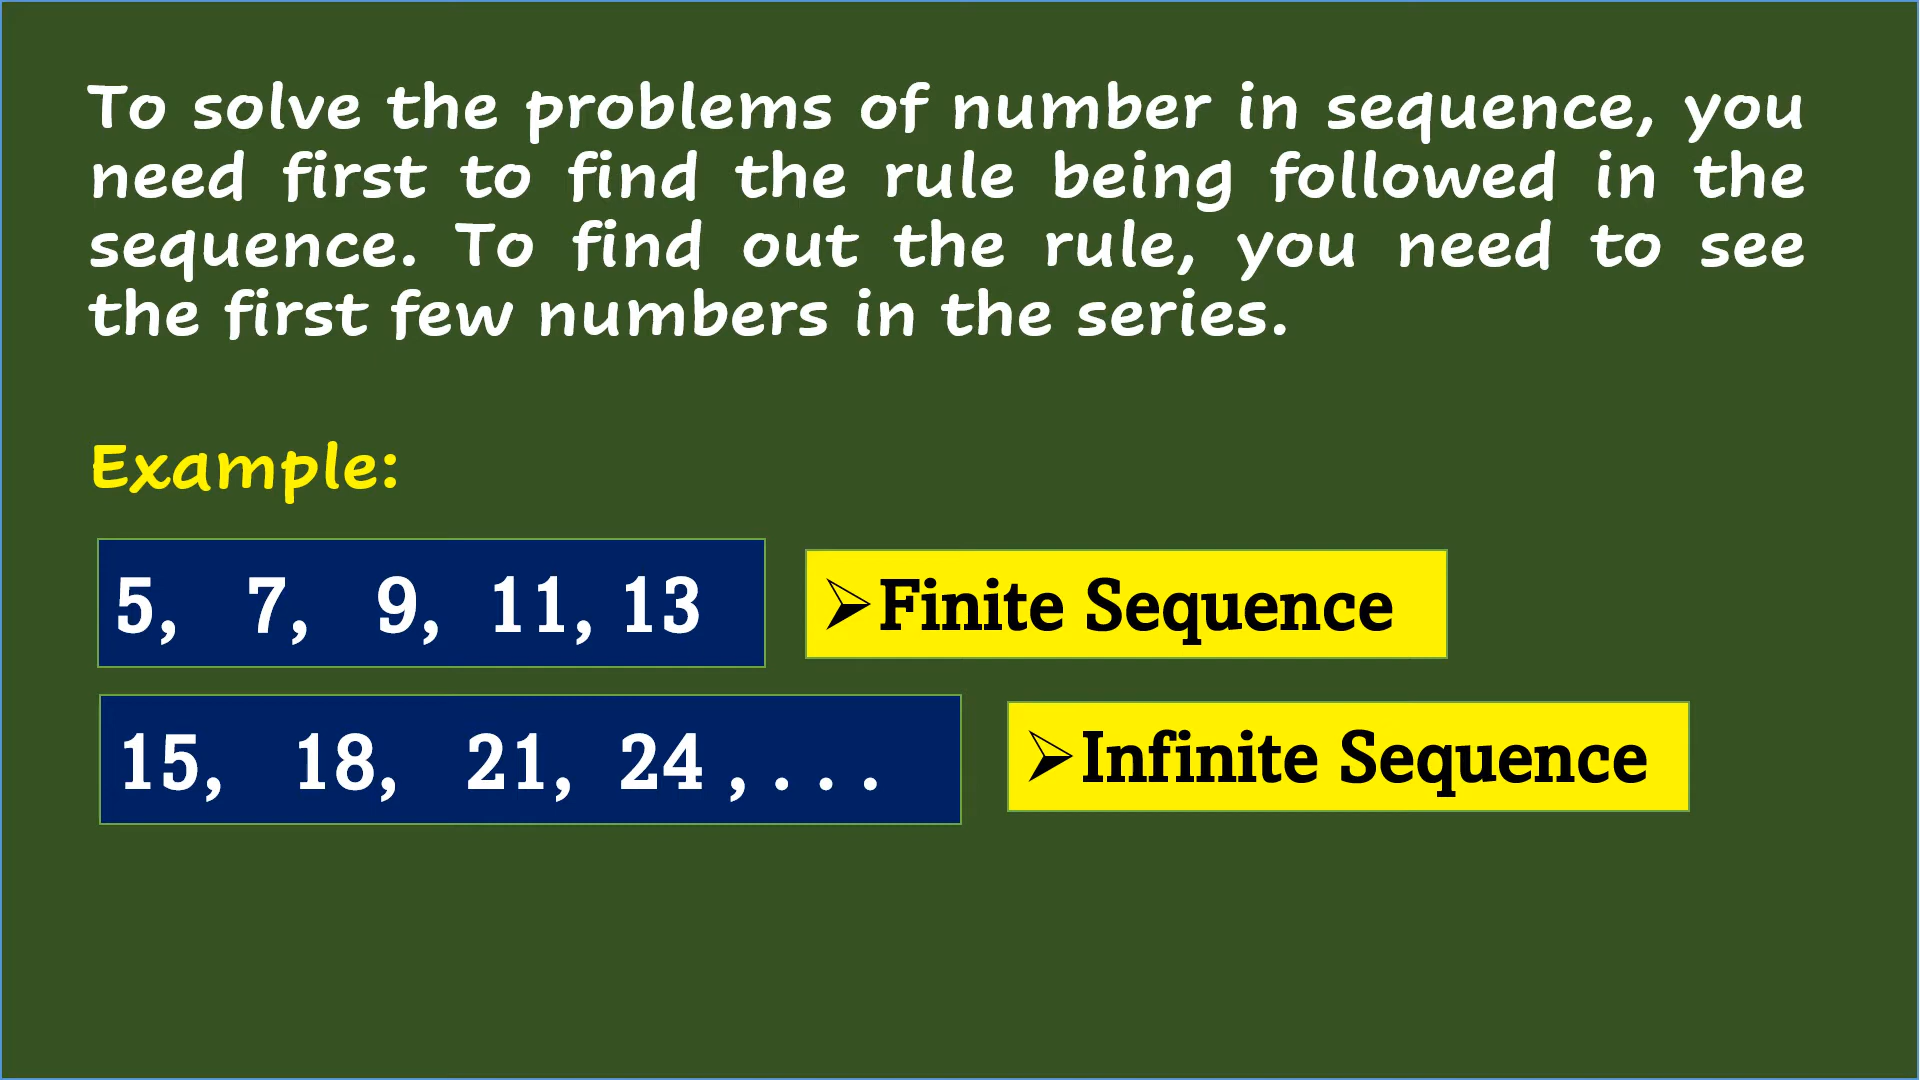 To solve the problems of number in sequence, you
need first to find the rule being followed in the
sequence. To find out the rule, you need to see
the first few numbers in the series.
Example:
5, 7, 9, 11, 13
➢Finite Sequence
15, 18, 21, 24 , . . .
➢Infinite Sequence